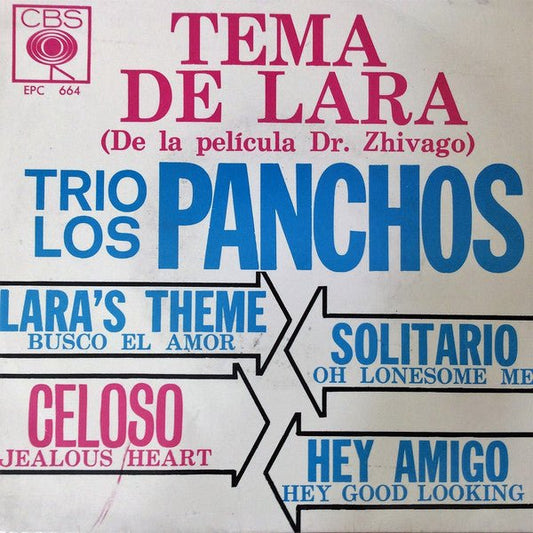 CBS
EPC 664
TEMA
DE LARA
(De la película Dr. Zhivago)
TRIO
LOS
PANCHOS
LARA'S THEME
BUSCO EL AMOR
SOLITARIO
OH LONESOME ME
CELOSO
JEALOUS HEART
HEY AMIGO
HEY GOOD LOOKING